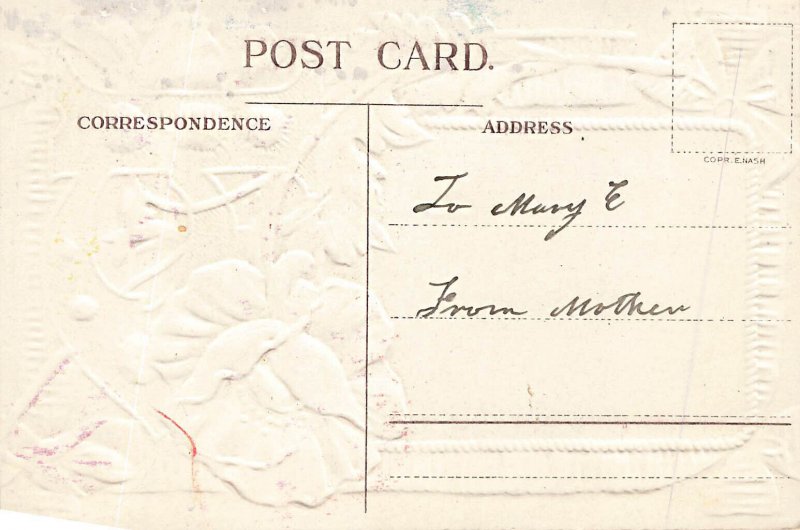 POST CARD.
CORRESPONDENCE
ADDRESS
COPR. E.NASH
To Mary E
From Mother